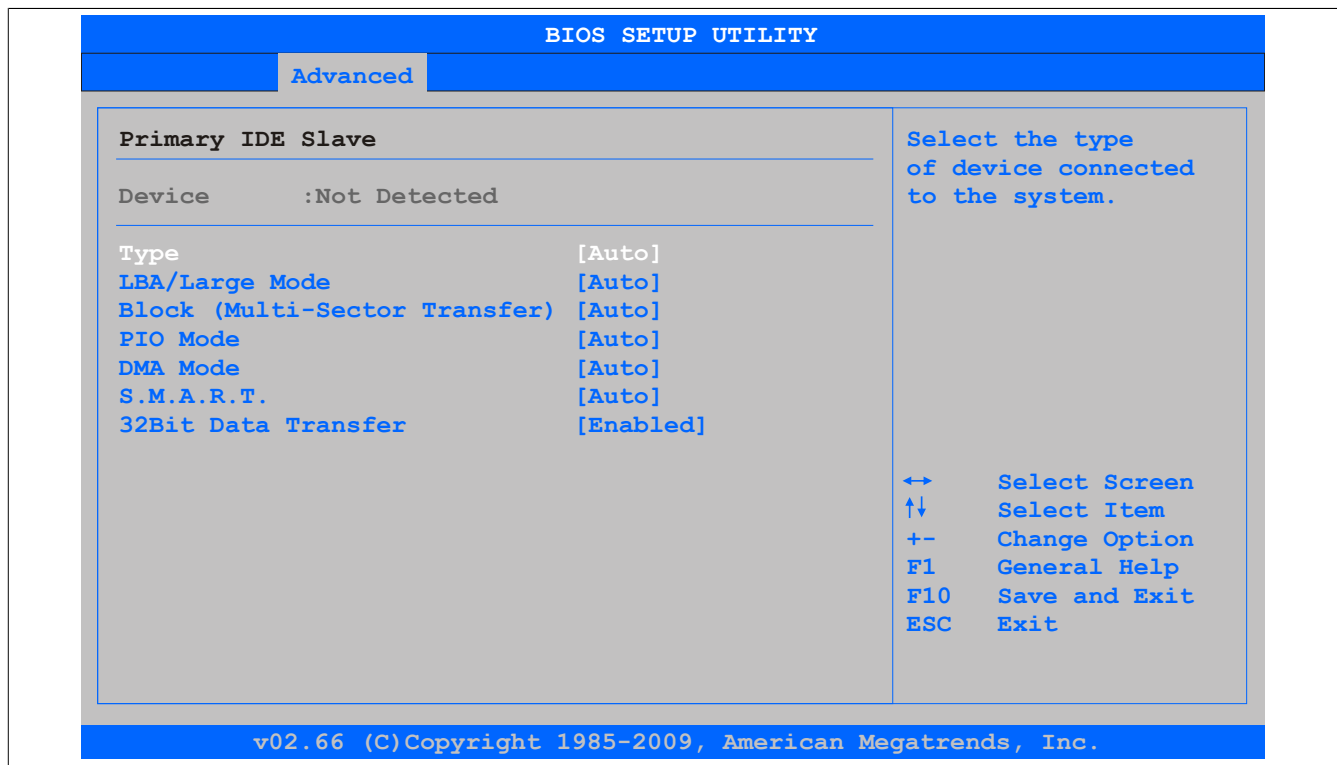 BIOS SETUP UTILITY
Advanced
Primary IDE Slave
Device :Not Detected
Type [Auto]
LBA/Large Mode [Auto]
Block (Multi-Sector Transfer) [Auto]
PIO Mode [Auto]
DMA Mode [Auto]
S.M.A.R.T. [Auto]
32Bit Data Transfer [Enabled]
Select the type
of device connected
to the system.
↔ Select Screen
↑↓ Select Item
+- Change Option
F1 General Help
F10 Save and Exit
ESC Exit
v02.66 (C)Copyright 1985-2009, American Megatrends, Inc.